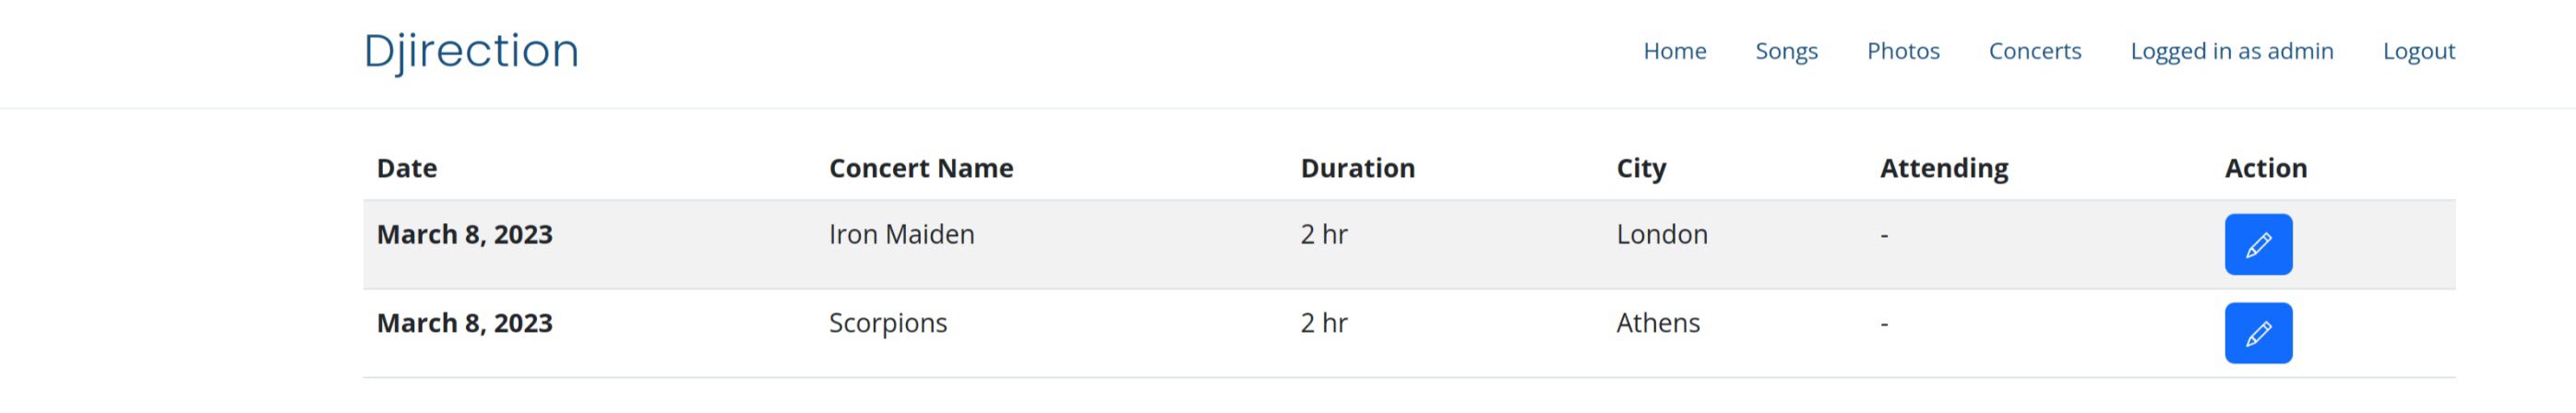 Djirection Home Songs Photos Concerts Logged in as admin Logout
Date Concert Name Duration City Attending Action
March 8, 2023 Iron Maiden 2 hr London -
March 8, 2023 Scorpions 2 hr Athens -